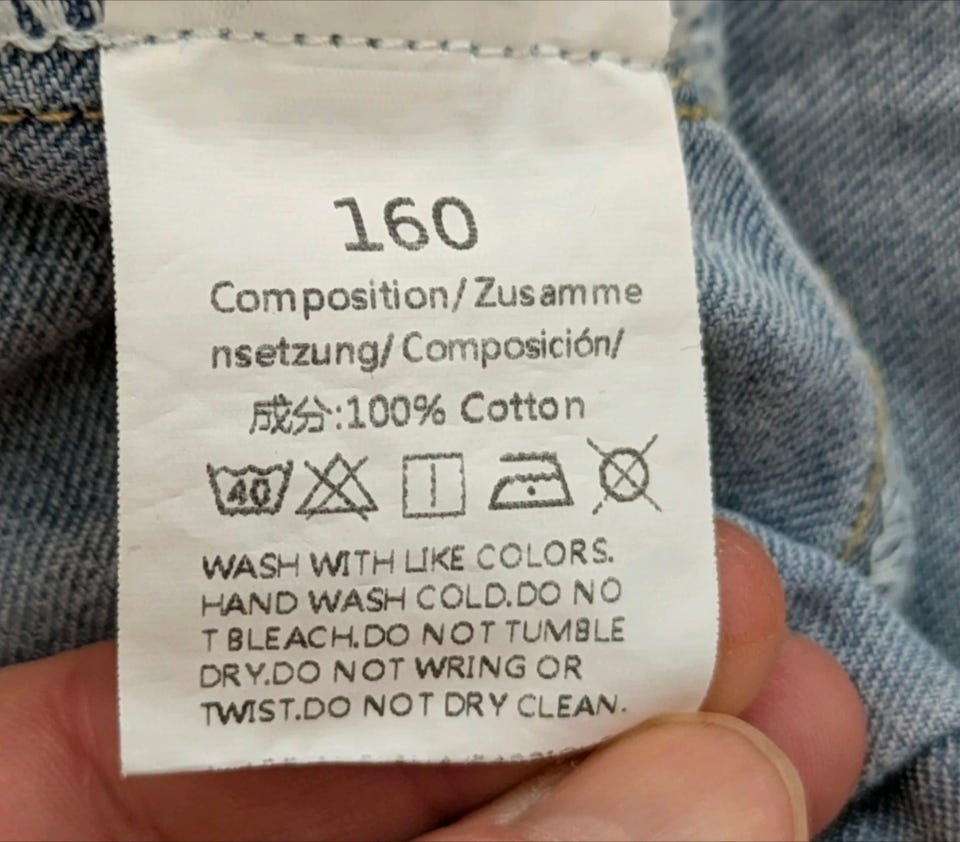 160
Composition/Zusamme
nsetzung/Composición/
成分:100% Cotton
40
WASH WITH LIKE COLORS.
HAND WASH COLD.DO NO
T BLEACH.DO NOT TUMBLE
DRY.DO NOT WRING OR
TWIST.DO NOT DRY CLEAN.